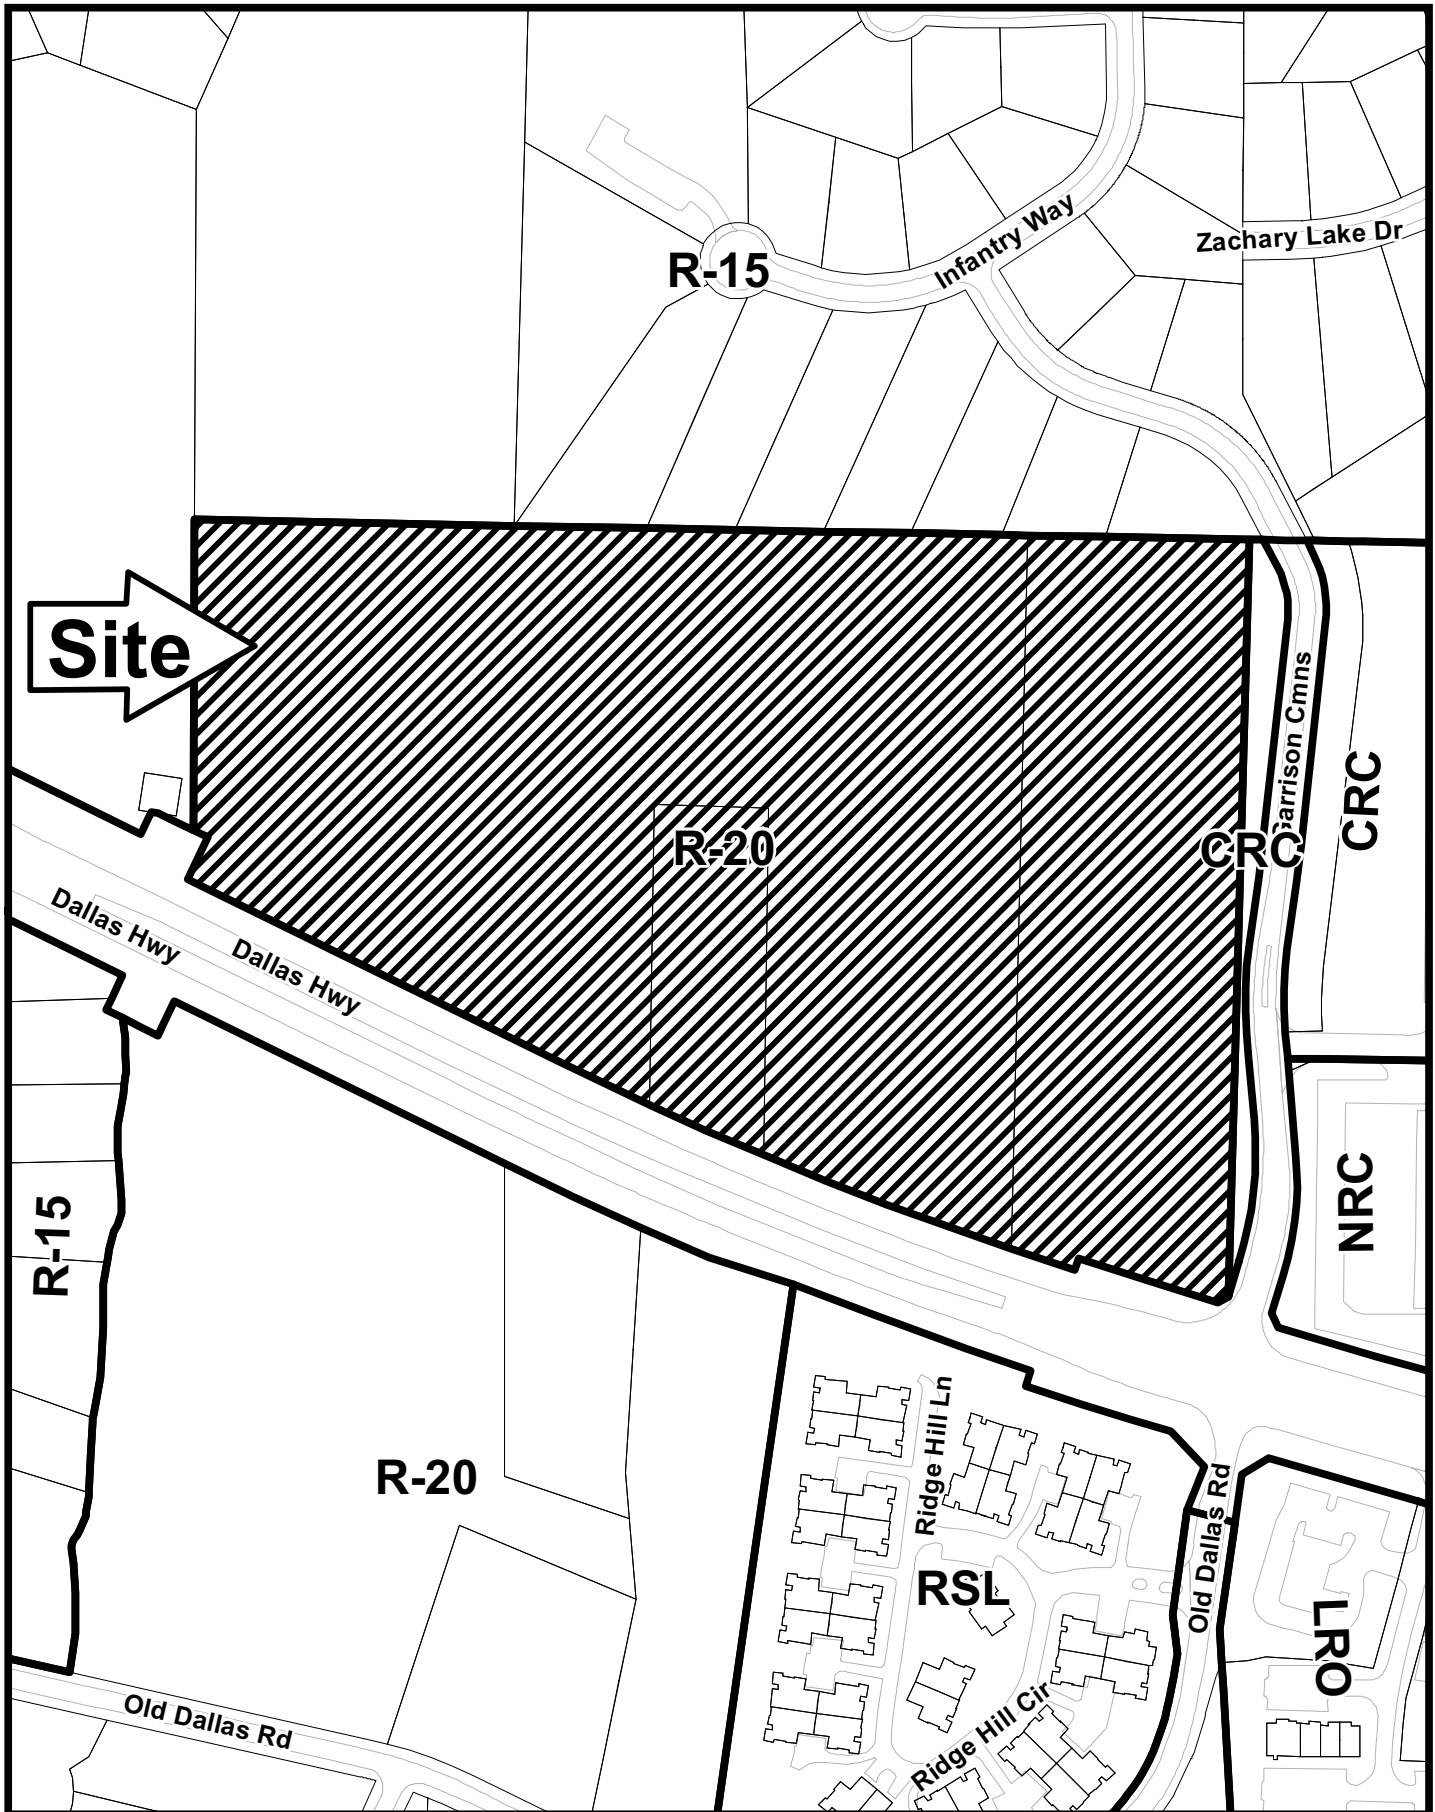 Infantry Way
Zachary Lake Dr
R-15
Site
Garrison Cmns
CRC
CRC
R-20
Dallas Hwy
Dallas Hwy
NRC
R-15
Ridge Hill Ln
R-20
Old Dallas Rd
RSL
LRO
Ridge Hill Cir
Old Dallas Rd